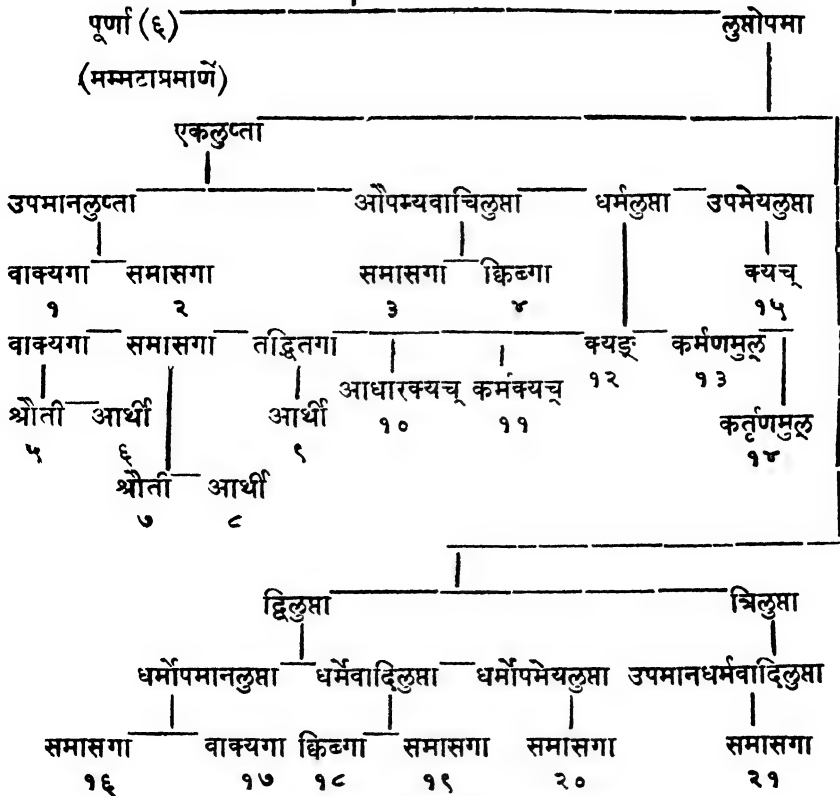 पूर्णा (६) लुप्तोपमा
(मम्मटाप्रमाणें)
एकलुप्ता
उपमानलुप्ता औपम्यवाचिलुप्ता धर्मलुप्ता उपमेयलुप्ता
वाक्यगा समासगा समासगा क्विब्गा क्यच्
१ २ ३ ४ १५
वाक्यगा समासगा तद्धितगा क्यङ् कर्मणमुल्
आधारक्यच् कर्मक्यच् १२ १३
श्रौती आर्थी आर्थी १० ११ कर्तृणमुल्
५ ६ ९ १४
श्रौती आर्थी
७ ८
द्विलुप्ता त्रिलुप्ता
धर्मोपमानलुप्ता धर्मेवादिलुप्ता धर्मोपमेयलुप्ता उपमानधर्मवादिलुप्ता
समासगा वाक्यगा क्विब्गा समासगा समासगा समासगा
१६ १७ १८ १९ २० २१